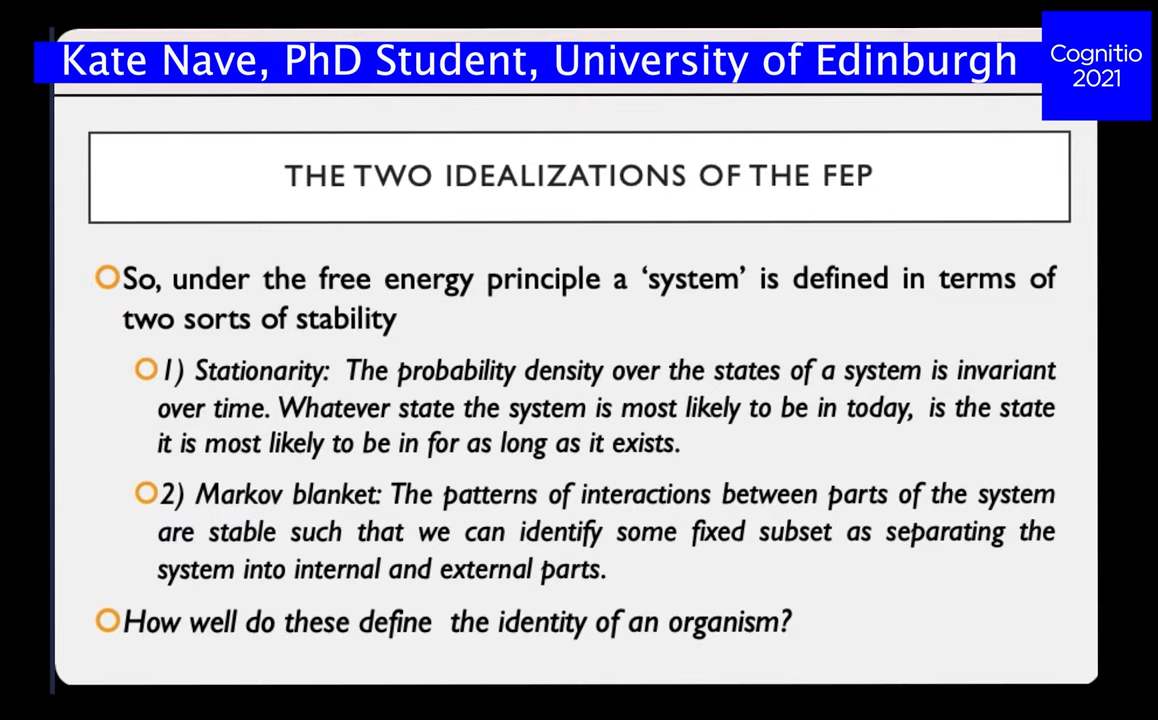 Kate Nave, PhD Student, University of Edinburgh
Cognitio
2021
THE TWO IDEALIZATIONS OF THE FEP
So, under the free energy principle a ‘system’ is defined in terms of
two sorts of stability
1) Stationarity: The probability density over the states of a system is invariant
over time. Whatever state the system is most likely to be in today, is the state
it is most likely to be in for as long as it exists.
2) Markov blanket: The patterns of interactions between parts of the system
are stable such that we can identify some fixed subset as separating the
system into internal and external parts.
How well do these define the identity of an organism?